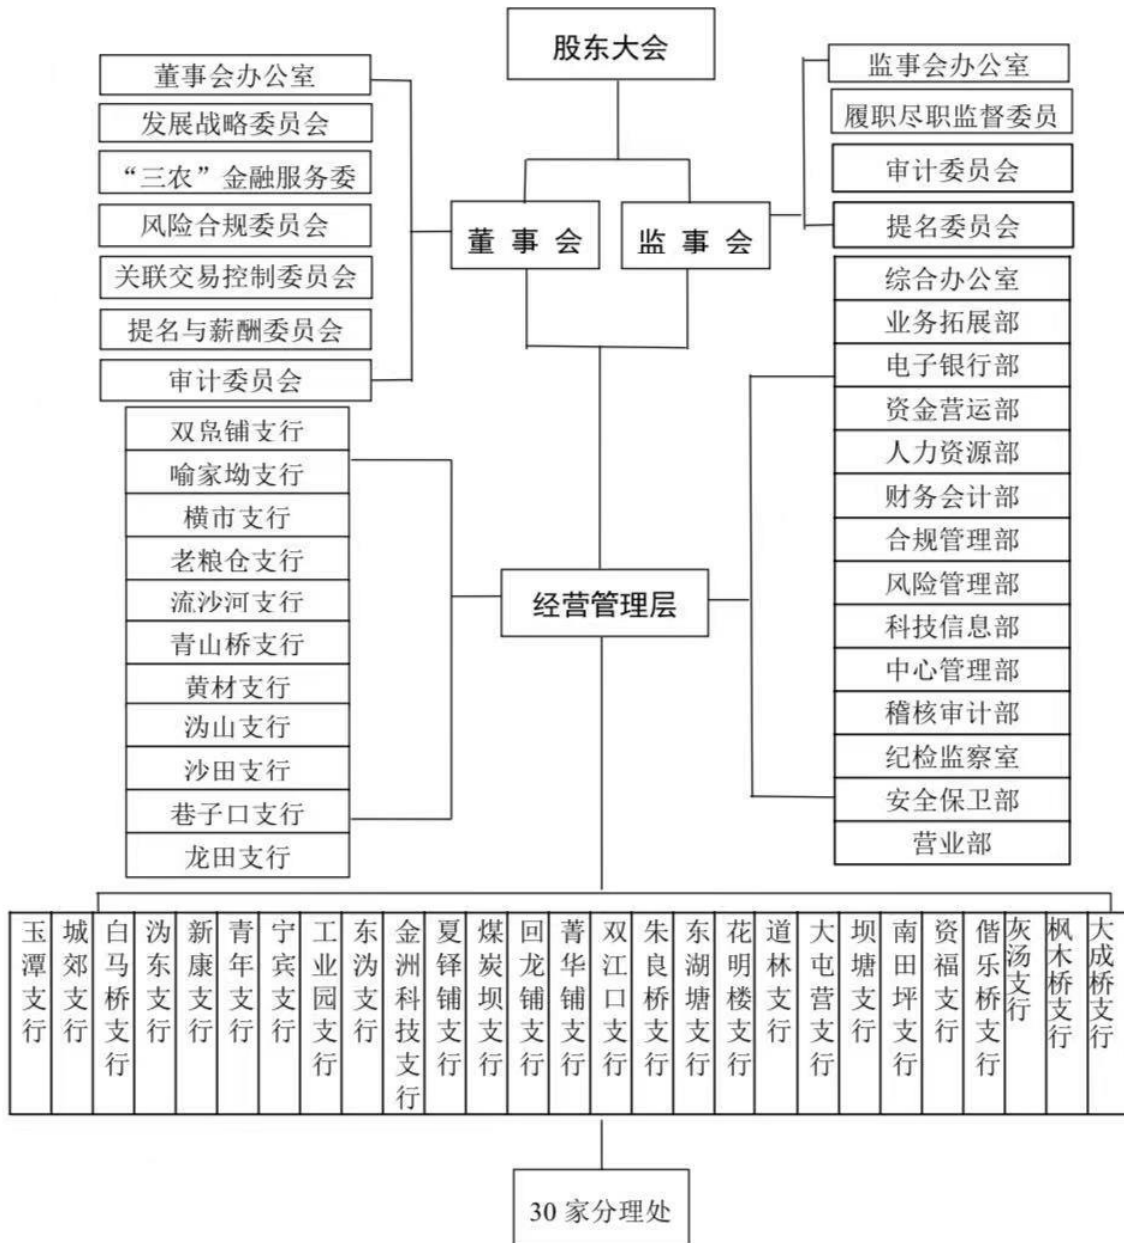 股东大会
董事会办公室
发展战略委员会
“三农”金融服务委
风险合规委员会
关联交易控制委员会
提名与薪酬委员会
审计委员会
监事会办公室
履职尽职监督委员
审计委员会
提名委员会
董事会
监事会
综合办公室
业务拓展部
电子银行部
资金营运部
人力资源部
财务会计部
合规管理部
风险管理部
科技信息部
中心管理部
稽核审计部
纪检监察室
安全保卫部
营业部
双凫铺支行
喻家坳支行
横市支行
老粮仓支行
流沙河支行
青山桥支行
黄材支行
沩山支行
沙田支行
巷子口支行
龙田支行
经营管理层
玉潭支行
城郊支行
白马桥支行
沩东支行
新康支行
青年支行
宁宾支行
工业园支行
东沩支行
金洲科技支行
夏铎铺支行
煤炭坝支行
回龙铺支行
菁华铺支行
双江口支行
朱良桥支行
东湖塘支行
花明楼支行
道林支行
大屯营支行
坝塘支行
南田坪支行
资福支行
偕乐桥支行
灰汤支行
枫木桥支行
大成桥支行
30 家分理处